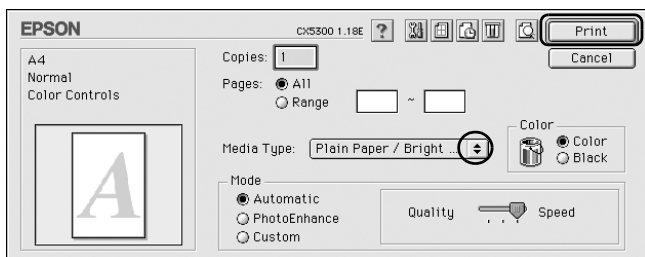 EPSON
CX5300 1.18E
?
Print
Cancel
A4
Normal
Color Controls
A
Copies: 1
Pages: All
Range ~
Media Type: Plain Paper / Bright ...
Color
Color
Black
Mode
Automatic
PhotoEnhance
Custom
Quality Speed